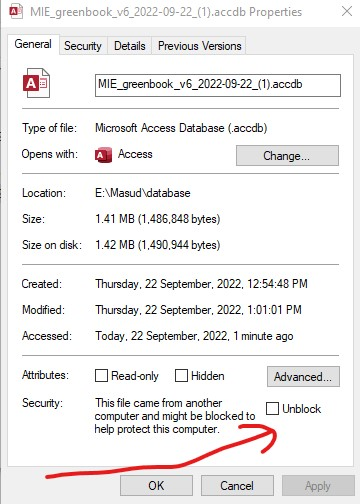 MIE_greenbook_v6_2022-09-22_(1).accdb Properties
General Security Details Previous Versions
MIE_greenbook_v6_2022-09-22_(1).accdb
Type of file: Microsoft Access Database (.accdb)
Opens with: Access Change...
Location: E:\Masud\database
Size: 1.41 MB (1,486,848 bytes)
Size on disk: 1.42 MB (1,490,944 bytes)
Created: Thursday, 22 September, 2022, 12:54:48 PM
Modified: Thursday, 22 September, 2022, 1:01:01 PM
Accessed: Today, 22 September, 2022, 1 minute ago
Attributes: Read-only Hidden Advanced...
Security: This file came from another
computer and might be blocked to
help protect this computer.
Unblock
OK Cancel Apply